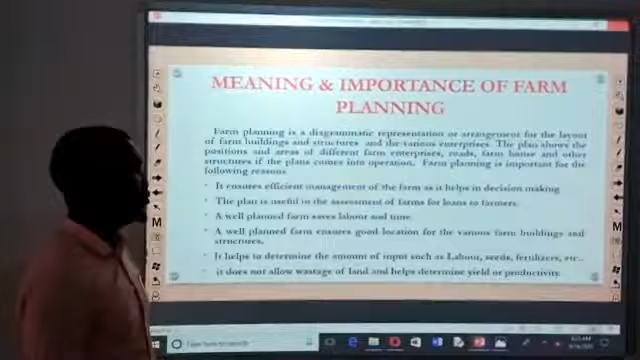 MEANING & IMPORTANCE OF FARM
PLANNING
Farm planning is a diagrammatic representation or arrangement for the layout
of farm buildings and structures and the various enterprises. The plan shows the
positions and areas of different farm enterprises, roads, farm house and other
structures if the plans comes into operation. Farm planning is important for the
following reasons
It ensures efficient management of the farm as it helps in decision making
The plan is useful in the assessment of farms for loans to farmers.
A well planned farm saves labour and time
A well planned farm ensures good location for the various farm buildings and
structures.
It helps to determine the amount of input such as Labour, seeds, fertilizers, etc..
it does not allow wastage of land and helps determine yield or productivity.
M
M